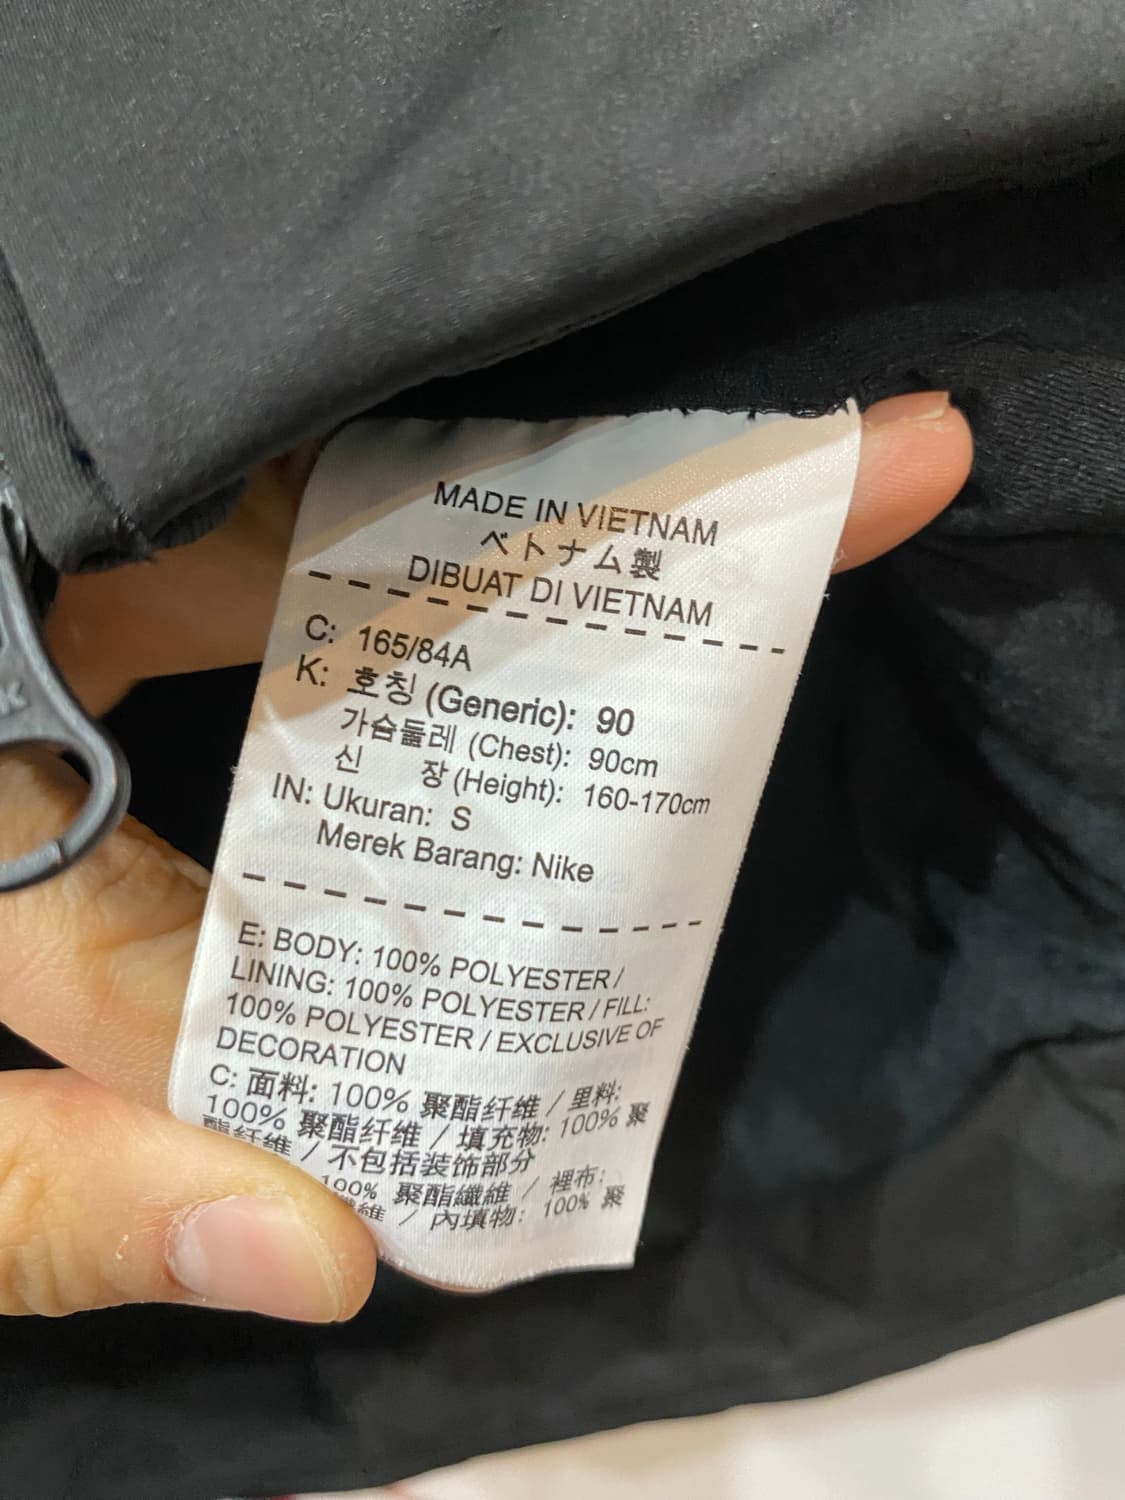 MADE IN VIETNAM
ベトナム製
DIBUAT DI VIETNAM
C: 165/84A
K: 호칭 (Generic): 90
가슴둘레 (Chest): 90cm
신 장 (Height): 160-170cm
IN: Ukuran: S
Merek Barang: Nike
E: BODY: 100% POLYESTER /
LINING: 100% POLYESTER / FILL:
100% POLYESTER / EXCLUSIVE OF
DECORATION
C: 面料: 100% 聚酯纤维 / 里料:
100% 聚酯纤维 / 填充物: 100% 聚
酯纤维 / 不包括装饰部分
100% 聚酯纖維 / 裡布:
纖維 / 內填物: 100% 聚